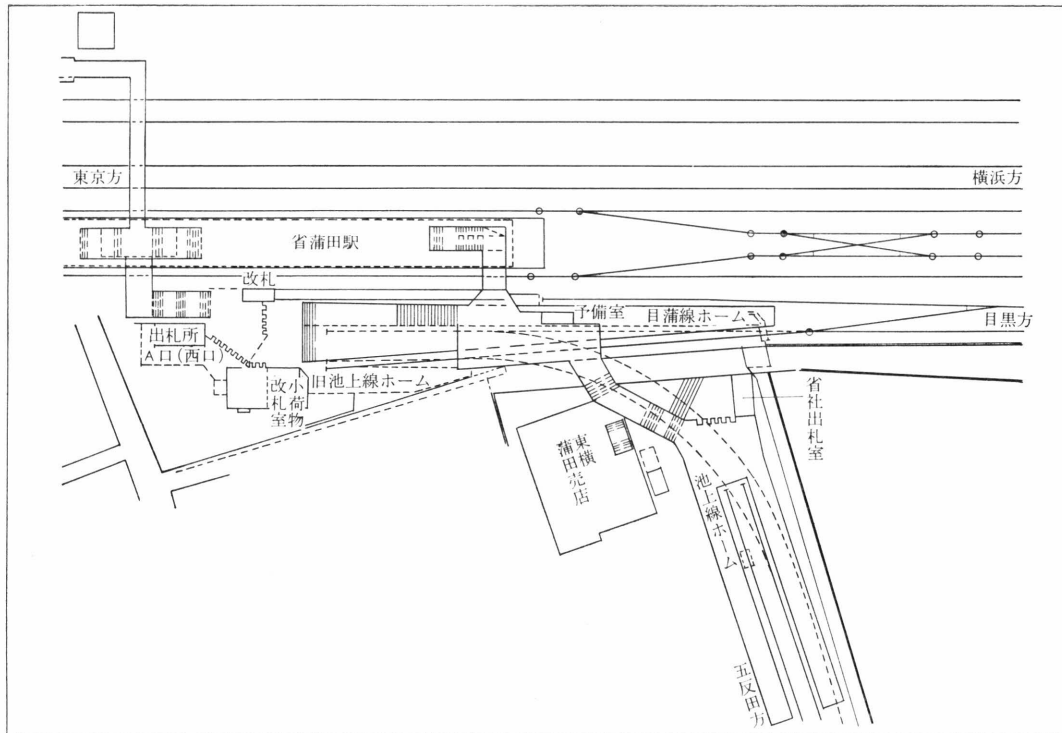 東京方
横浜方
省蒲田駅
改札
予備室
目蒲線ホーム
目黒方
出札所
A口(西口)
旧池上線ホーム
小荷物
改札室
省社出札室
東横
蒲田売店
池上線ホーム
五反田方